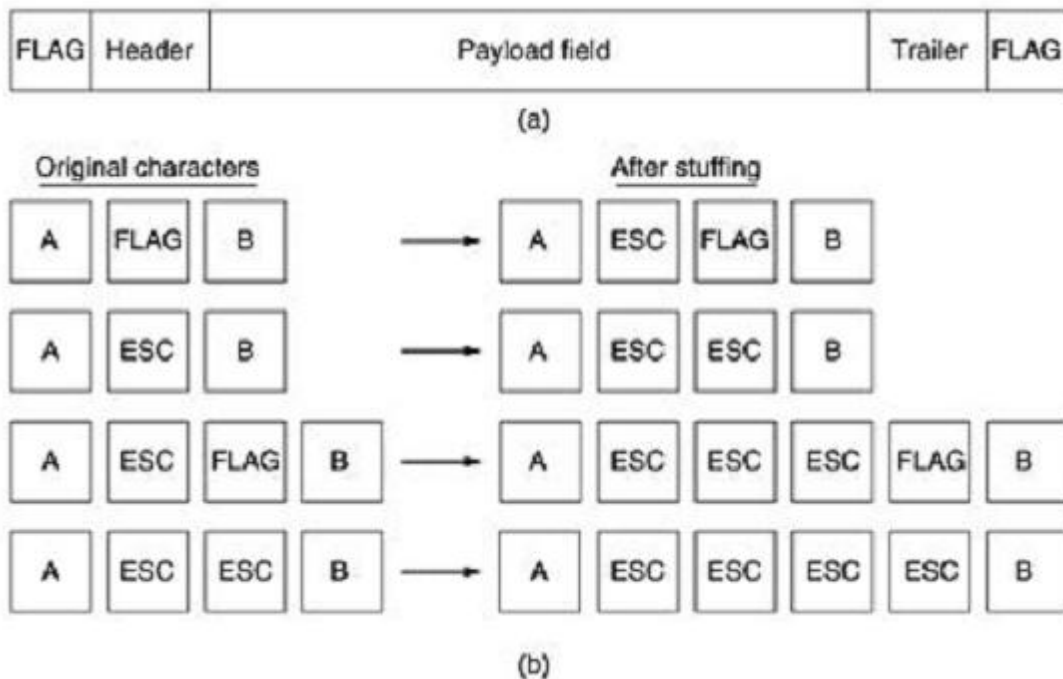 FLAG Header Payload field Trailer FLAG
(a)
Original characters After stuffing
A FLAG B A ESC FLAG B
A ESC B A ESC ESC B
A ESC FLAG B A ESC ESC ESC FLAG B
A ESC ESC B A ESC ESC ESC ESC B
(b)